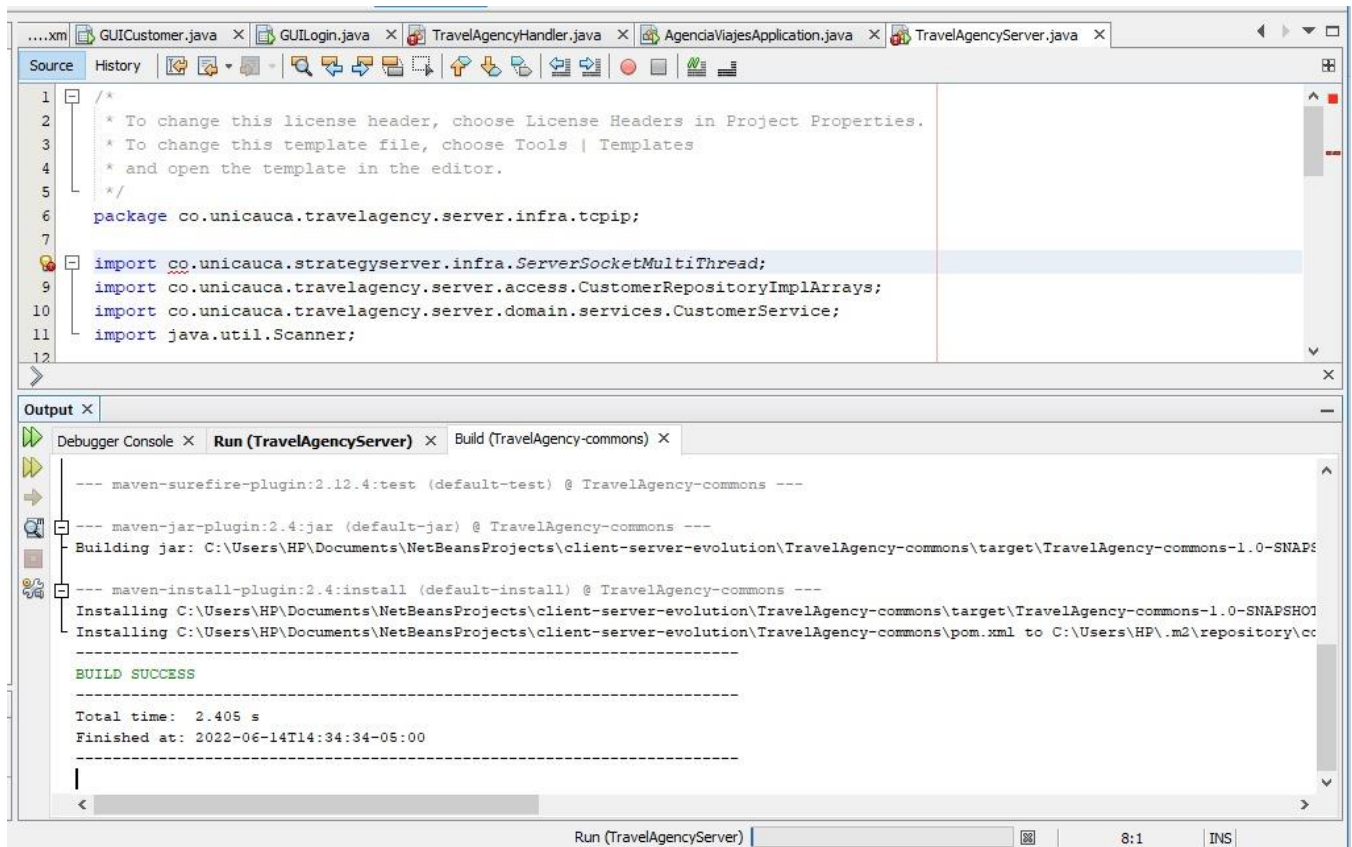 ....xm GUICustomer.java X GUILogin.java X TravelAgencyHandler.java X AgenciaViajesApplication.java X TravelAgencyServer.java X
Source History
1 /*
2 * To change this license header, choose License Headers in Project Properties.
3 * To change this template file, choose Tools | Templates
4 * and open the template in the editor.
5 */
6 package co.unicauca.travelagency.server.infra.tcpip;
7
import co.unicauca.strategyserver.infra.ServerSocketMultiThread;
9 import co.unicauca.travelagency.server.access.CustomerRepositoryImplArrays;
10 import co.unicauca.travelagency.server.domain.services.CustomerService;
11 import java.util.Scanner;
12
Output X
Debugger Console X Run (TravelAgencyServer) X Build (TravelAgency-commons) X
--- maven-surefire-plugin:2.12.4:test (default-test) @ TravelAgency-commons ---
--- maven-jar-plugin:2.4:jar (default-jar) @ TravelAgency-commons ---
Building jar: C:\Users\HP\Documents\NetBeansProjects\client-server-evolution\TravelAgency-commons\target\TravelAgency-commons-1.0-SNAPS
--- maven-install-plugin:2.4:install (default-install) @ TravelAgency-commons ---
Installing C:\Users\HP\Documents\NetBeansProjects\client-server-evolution\TravelAgency-commons\target\TravelAgency-commons-1.0-SNAPSHOT
Installing C:\Users\HP\Documents\NetBeansProjects\client-server-evolution\TravelAgency-commons\pom.xml to C:\Users\HP\.m2\repository\co
------------------------------------------------------------------------
BUILD SUCCESS
------------------------------------------------------------------------
Total time: 2.405 s
Finished at: 2022-06-14T14:34:34-05:00
------------------------------------------------------------------------
Run (TravelAgencyServer) 8:1 INS